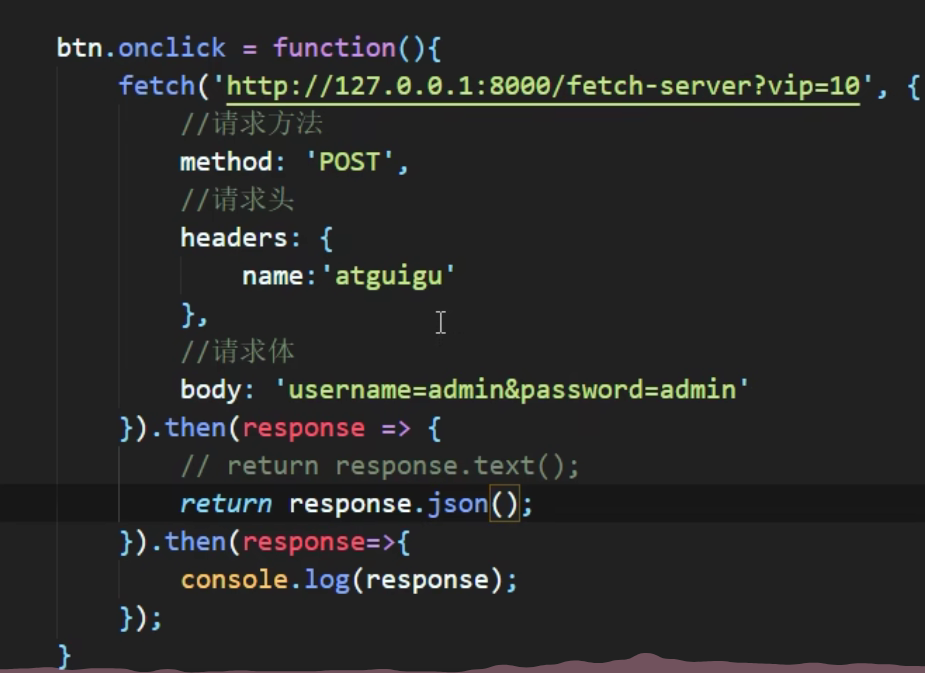 btn.onclick = function(){
    fetch('http://127.0.0.1:8000/fetch-server?vip=10', {
        //请求方法
        method: 'POST',
        //请求头
        headers: {
            name:'atguigu'
        },
        //请求体
        body: 'username=admin&password=admin'
    }).then(response => {
        // return response.text();
        return response.json();
    }).then(response=>{
        console.log(response);
    });
}